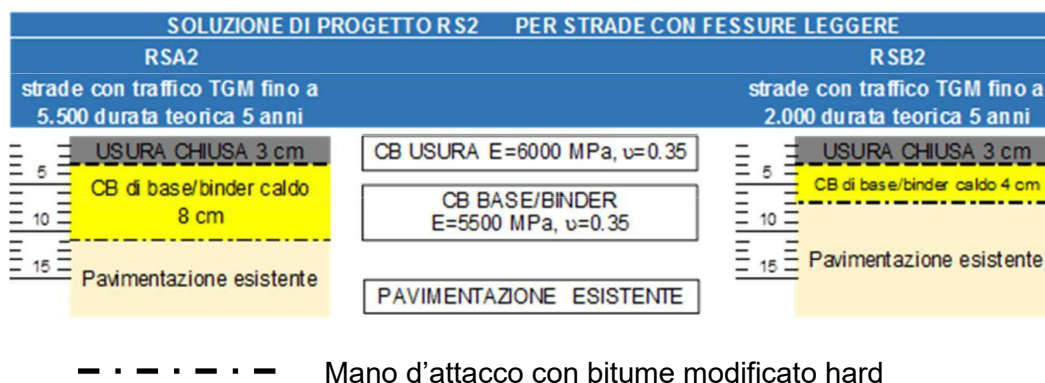 SOLUZIONE DI PROGETTO RS2 PER STRADE CON FESSURE LEGGERE
RSA2
strade con traffico TGM fino a
5.500 durata teorica 5 anni
RSB2
strade con traffico TGM fino a
2.000 durata teorica 5 anni
5
10
15
USURA CHIUSA 3 cm
CB di base/binder caldo
8 cm
Pavimentazione esistente
CB USURA E=6000 MPa, υ=0.35
CB BASE/BINDER
E=5500 MPa, υ=0.35
PAVIMENTAZIONE ESISTENTE
5
10
15
USURA CHIUSA 3 cm
CB di base/binder caldo 4 cm
Pavimentazione esistente
Mano d'attacco con bitume modificato hard